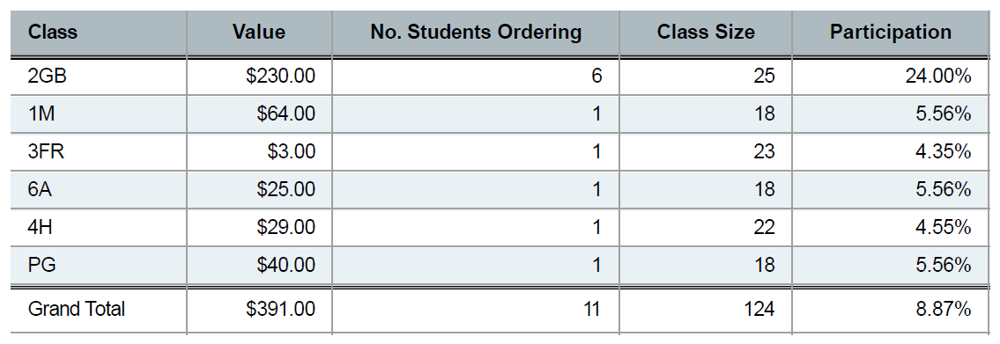 Class Value No. Students Ordering Class Size Participation
2GB $230.00 6 25 24.00%
1M $64.00 1 18 5.56%
3FR $3.00 1 23 4.35%
6A $25.00 1 18 5.56%
4H $29.00 1 22 4.55%
PG $40.00 1 18 5.56%
Grand Total $391.00 11 124 8.87%